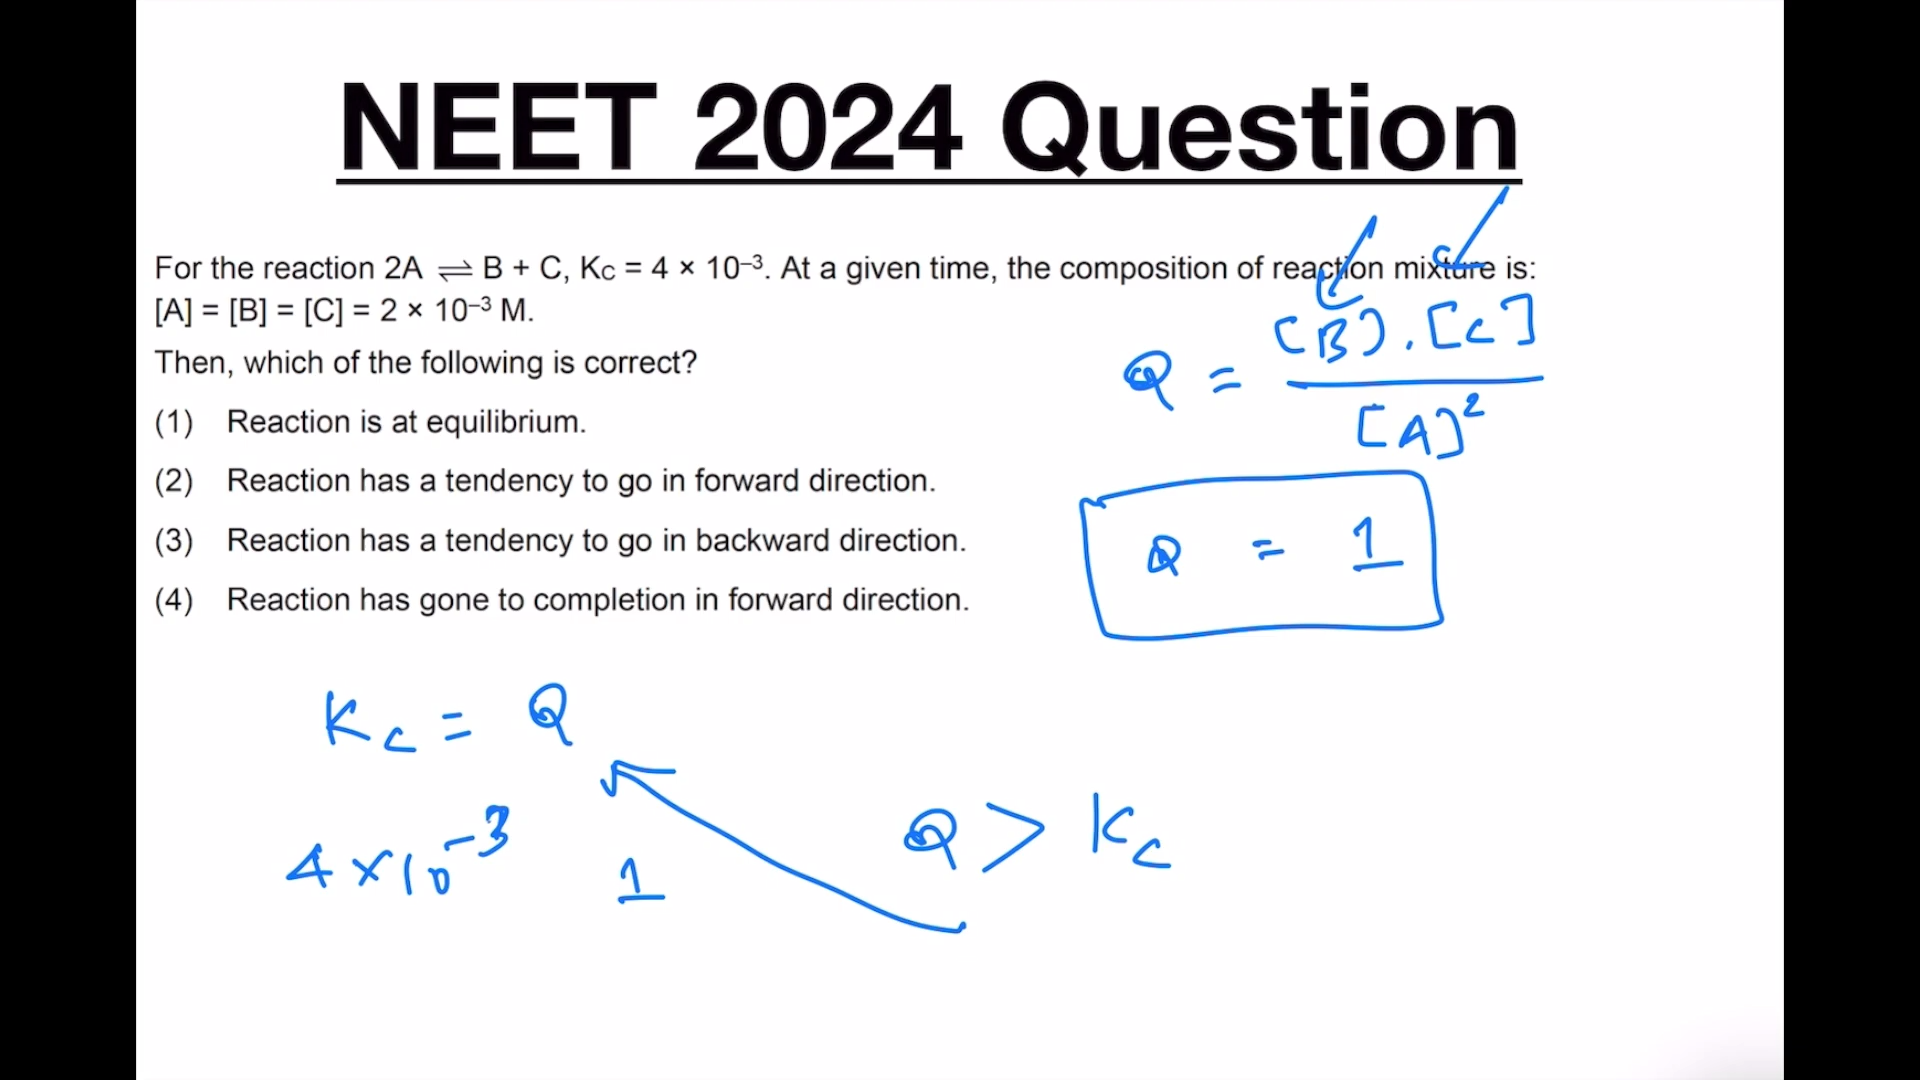 NEET 2024 Question
For the reaction 2A ⇌ B + C, Kc = 4 × 10⁻³. At a given time, the composition of reaction mixture is:
[A] = [B] = [C] = 2 × 10⁻³ M.
Then, which of the following is correct?
(1) Reaction is at equilibrium.
(2) Reaction has a tendency to go in forward direction.
(3) Reaction has a tendency to go in backward direction.
(4) Reaction has gone to completion in forward direction.
Q = [B].[C]
[A]²
Q = 1
Kc = Q
4×10⁻³ 1
Q > Kc